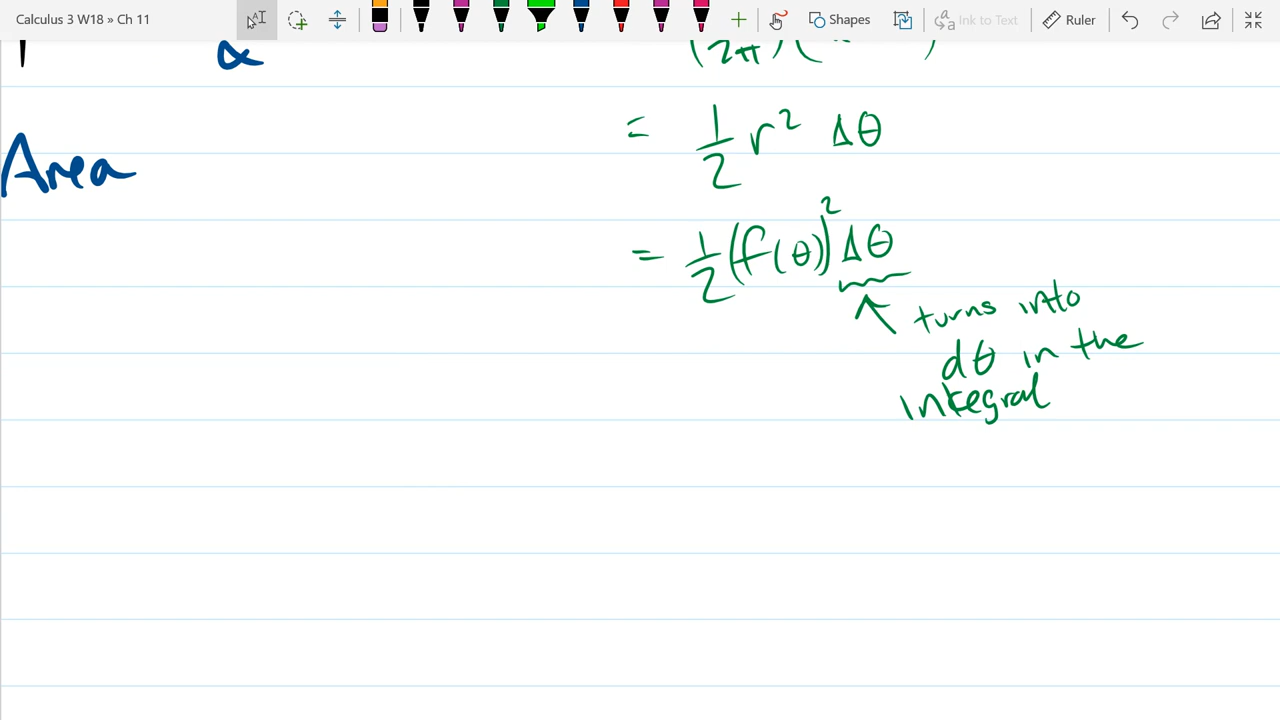 Calculus 3 W18 » Ch 11
Shapes
Ink to Text
Ruler
α
(2π)(
= 1/2 r² Δθ
Area
= 1/2 (f(θ))² Δθ
turns into
dθ in the
integral